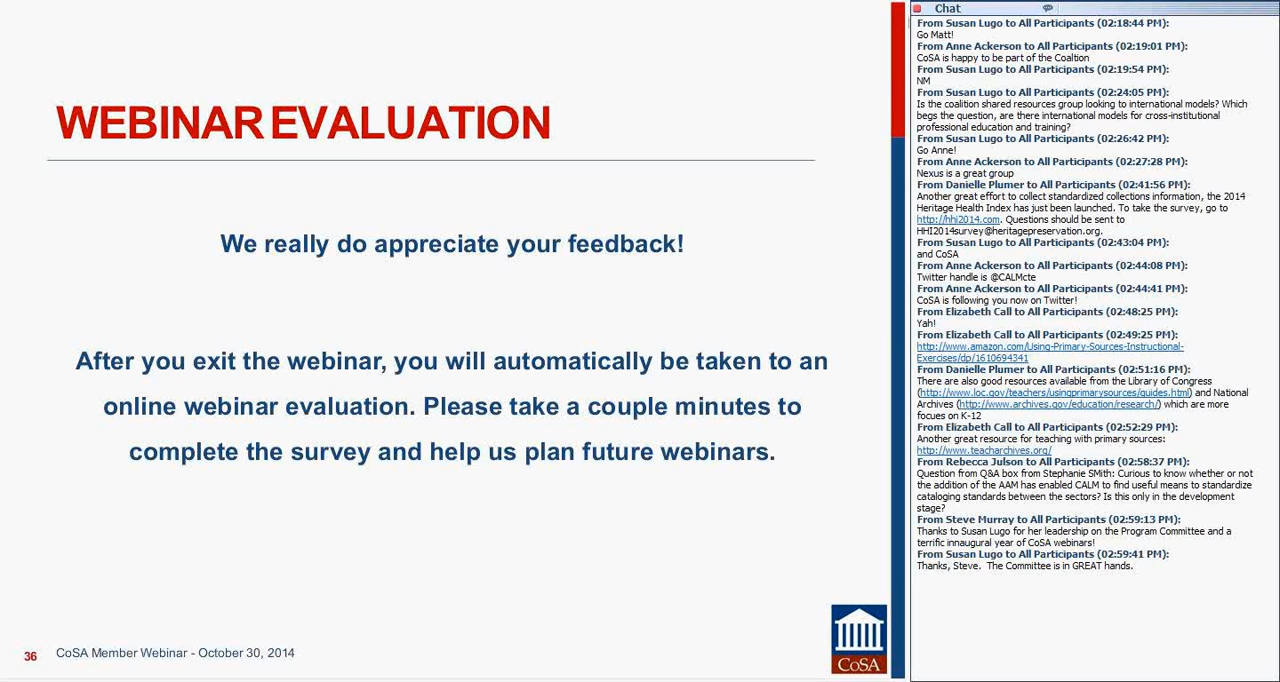 WEBINAR EVALUATION
We really do appreciate your feedback!
After you exit the webinar, you will automatically be taken to an
online webinar evaluation. Please take a couple minutes to
complete the survey and help us plan future webinars.
36 CoSA Member Webinar - October 30, 2014
CoSA
Chat
From Susan Lugo to All Participants (02:18:44 PM):
Go Matt!
From Anne Ackerson to All Participants (02:19:01 PM):
CoSA is happy to be part of the Coaltion
From Susan Lugo to All Participants (02:19:54 PM):
NM
From Susan Lugo to All Participants (02:24:05 PM):
Is the coalition shared resources group looking to international models? Which
begs the question, are there international models for cross-institutional
professional education and training?
From Susan Lugo to All Participants (02:26:42 PM):
Go Anne!
From Anne Ackerson to All Participants (02:27:28 PM):
Nexus is a great group
From Danielle Plumer to All Participants (02:41:56 PM):
Another great effort to collect standardized collections information, the 2014
Heritage Health Index has just been launched. To take the survey, go to
http://hhi2014.com. Questions should be sent to
HHI2014survey@heritagepreservation.org.
From Susan Lugo to All Participants (02:43:04 PM):
and CoSA
From Anne Ackerson to All Participants (02:44:08 PM):
Twitter handle is @CALMcte
From Anne Ackerson to All Participants (02:44:41 PM):
CoSA is following you now on Twitter!
From Elizabeth Call to All Participants (02:48:25 PM):
Yah!
From Elizabeth Call to All Participants (02:49:25 PM):
http://www.amazon.com/Using-Primary-Sources-Instructional-
Exercises/dp/1610694341
From Danielle Plumer to All Participants (02:51:16 PM):
There are also good resources available from the Library of Congress
(http://www.loc.gov/teachers/usingprimarysources/guides.html) and National
Archives (http://www.archives.gov/education/research/) which are more
focues on K-12
From Elizabeth Call to All Participants (02:52:29 PM):
Another great resource for teaching with primary sources:
http://www.teacharchives.org/
From Rebecca Julson to All Participants (02:58:37 PM):
Question from Q&A box from Stephanie SMith: Curious to know whether or not
the addition of the AAM has enabled CALM to find useful means to standardize
cataloging standards between the sectors? Is this only in the development
stage?
From Steve Murray to All Participants (02:59:13 PM):
Thanks to Susan Lugo for her leadership on the Program Committee and a
terrific innaugural year of CoSA webinars!
From Susan Lugo to All Participants (02:59:41 PM):
Thanks, Steve. The Committee is in GREAT hands.